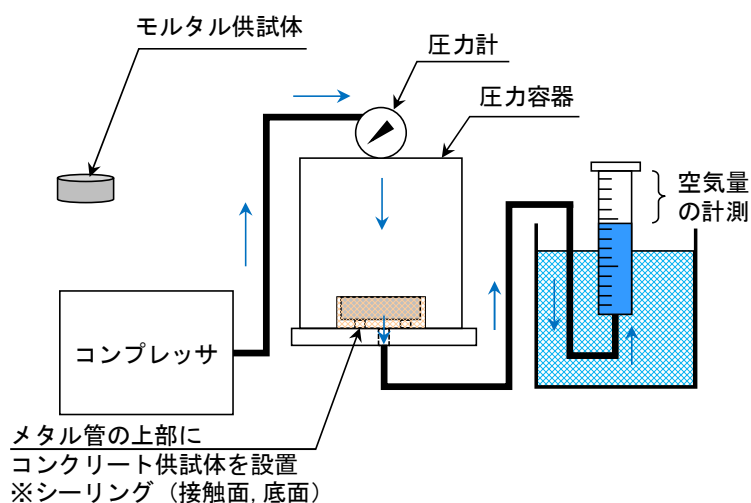 モルタル供試体
圧力計
圧力容器
空気量
の計測
コンプレッサ
メタル管の上部に
コンクリート供試体を設置
※シーリング（接触面,底面）